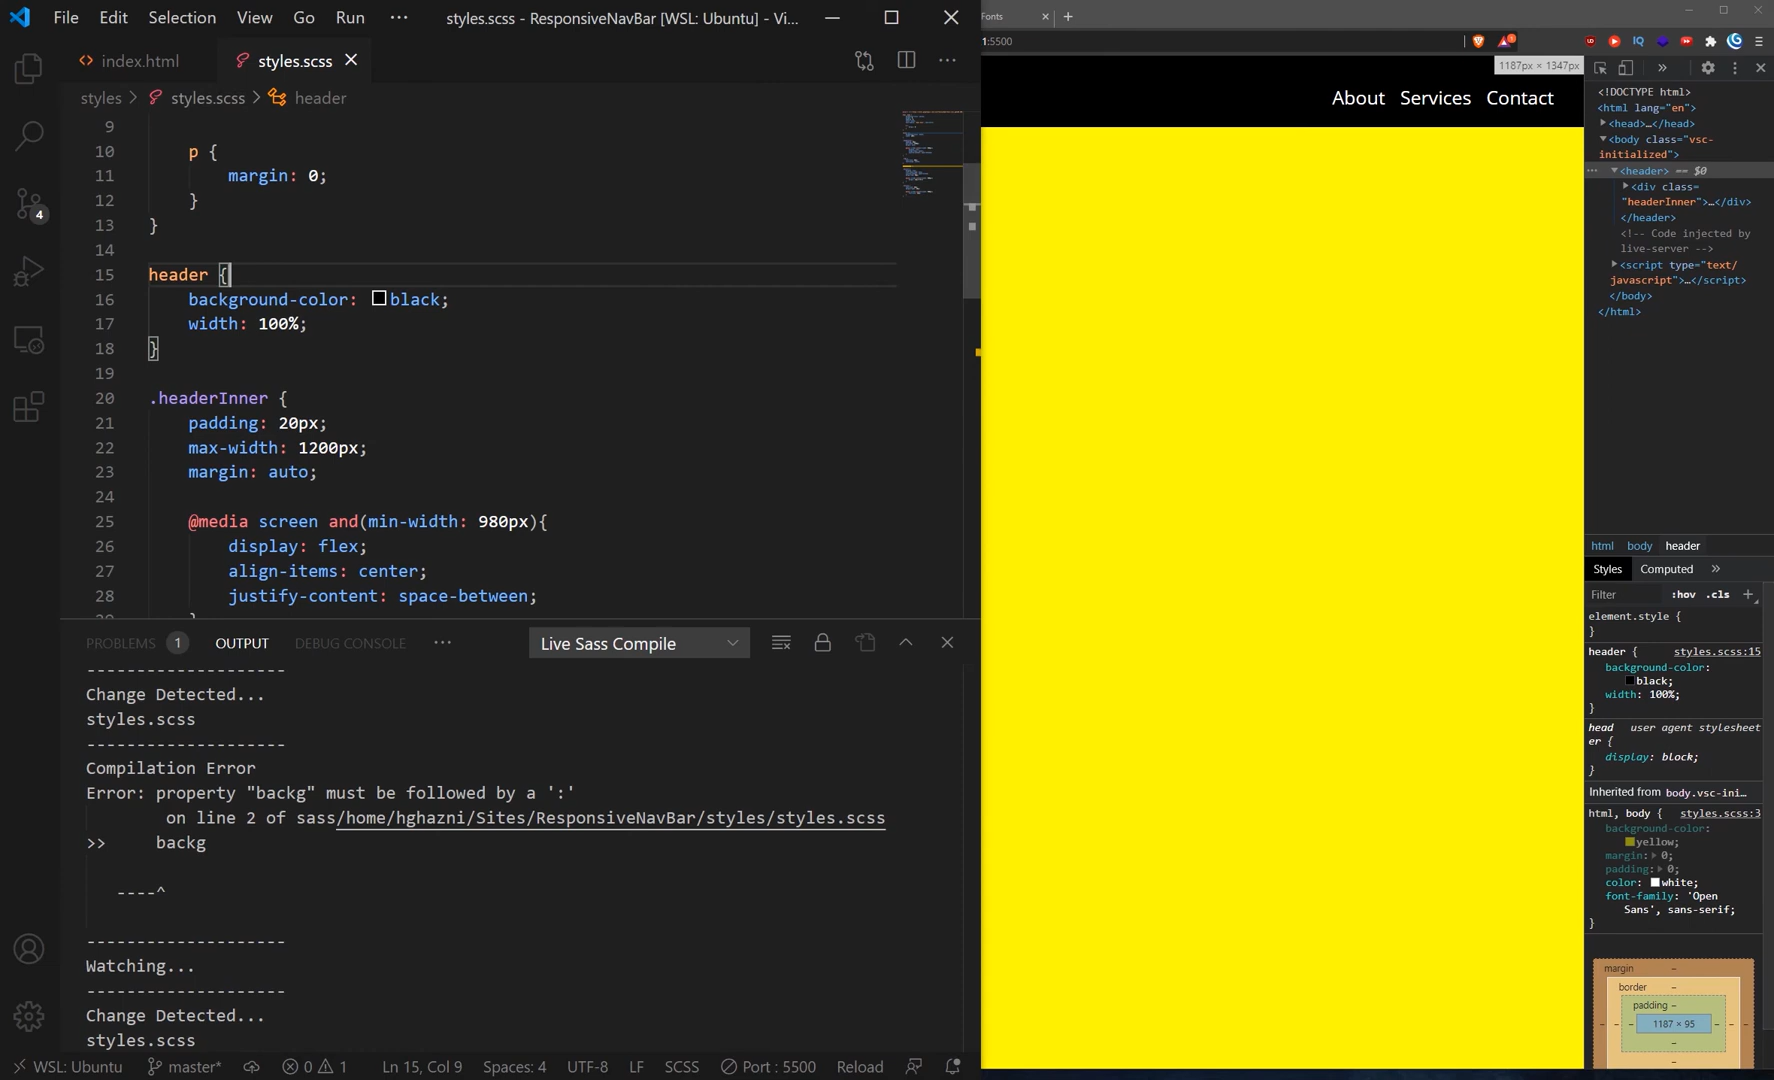 File Edit Selection View Go Run ··· styles.scss - ResponsiveNavBar [WSL: Ubuntu] - Vi...
index.html styles.scss
styles > styles.scss > header
9
10 p {
11 margin: 0;
12 }
13 }
14
15 header {
16 background-color: black;
17 width: 100%;
18 }
19
20 .headerInner {
21 padding: 20px;
22 max-width: 1200px;
23 margin: auto;
24
25 @media screen and(min-width: 980px){
26 display: flex;
27 align-items: center;
28 justify-content: space-between;
4
PROBLEMS 1 OUTPUT DEBUG CONSOLE ··· Live Sass Compile
--------------------
Change Detected...
styles.scss
--------------------
Compilation Error
Error: property "backg" must be followed by a ':'
on line 2 of sass/home/hghazni/Sites/ResponsiveNavBar/styles/styles.scss
>> backg
----^
--------------------
Watching...
--------------------
Change Detected...
styles.scss
WSL: Ubuntu master* 0 1 Ln 15, Col 9 Spaces: 4 UTF-8 LF SCSS Port : 5500 Reload
Fonts
1:5500
1187px × 1347px
About Services Contact
<!DOCTYPE html>
<html lang="en">
<head>…</head>
<body class="vsc-
initialized">
··· <header> == $0
<div class=
"headerInner">…</div>
</header>
<!-- Code injected by
live-server -->
<script type="text/
javascript">…</script>
</body>
</html>
html body header
Styles Computed »
Filter :hov .cls +
element.style {
}
header { styles.scss:15
background-color:
black;
width: 100%;
}
head user agent stylesheet
er {
display: block;
}
Inherited from body.vsc-ini…
html, body { styles.scss:3
background-color:
yellow;
margin: 0;
padding: 0;
color: white;
font-family: 'Open
Sans', sans-serif;
}
margin –
border –
padding –
– – – 1187 × 95 – – –
–
–